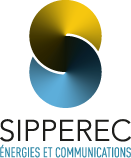 SIPPEREC
ÉNERGIES ET COMMUNICATIONS